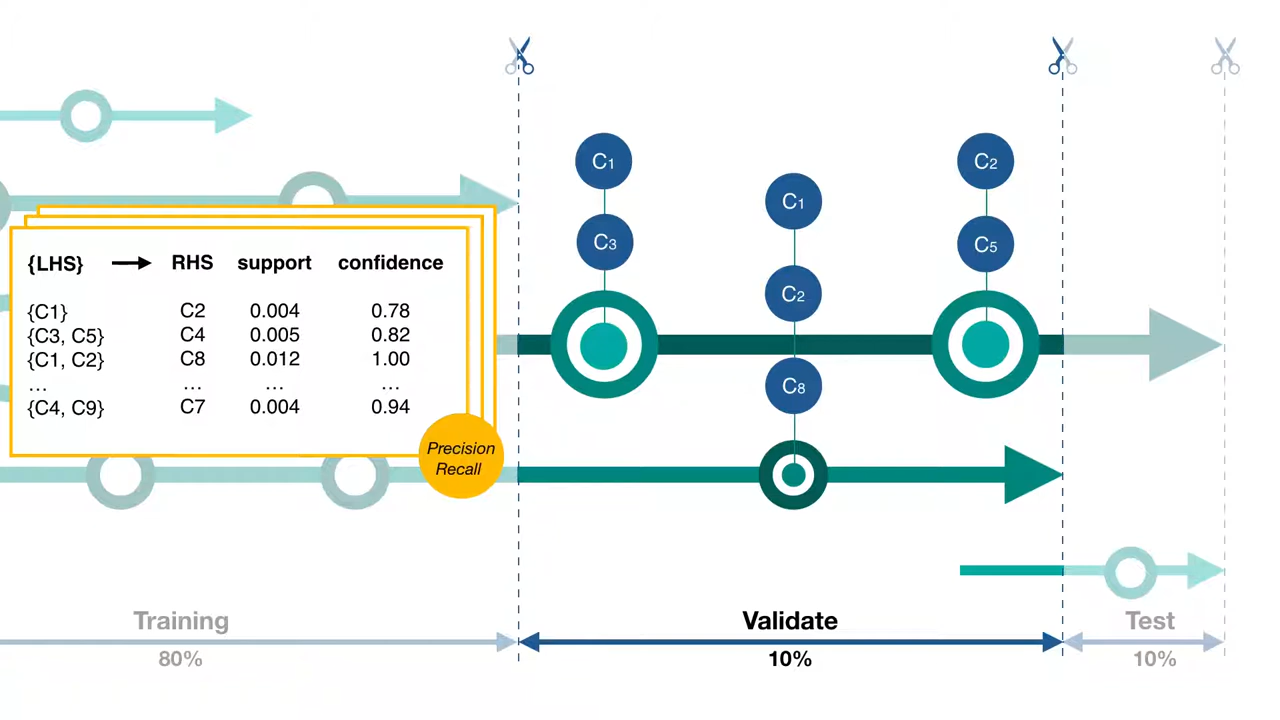 C1
C2
C1
C3
C5
C2
C8
{LHS} → RHS support confidence
{C1} C2 0.004 0.78
{C3, C5} C4 0.005 0.82
{C1, C2} C8 0.012 1.00
... ... ... ...
{C4, C9} C7 0.004 0.94
Precision
Recall
Training Validate Test
80% 10% 10%